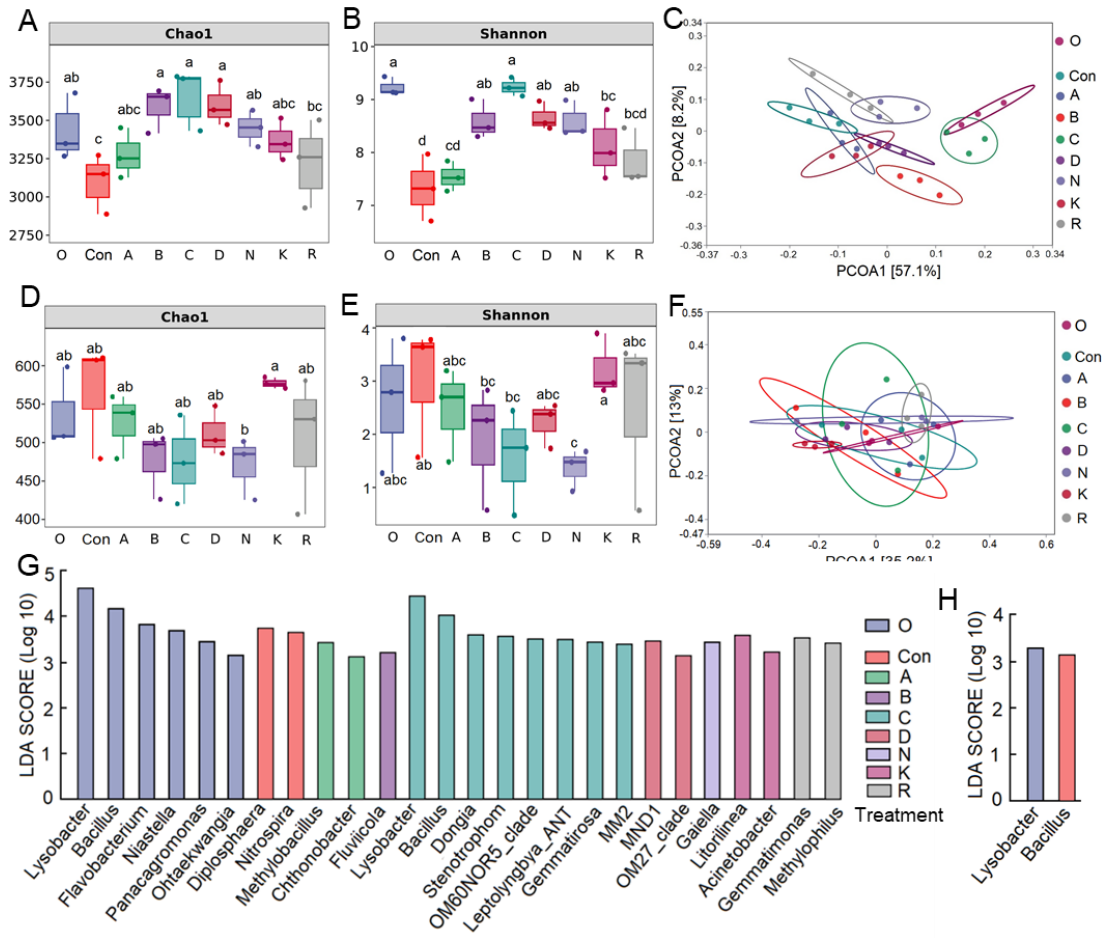 A
Chao1
3750
3500
3250
3000
2750
ab
c
abc
a
a
a
ab
abc
bc
O Con A B C D N K R
B
Shannon
10
9
8
7
a
d
cd
ab
a
ab
ab
bc
bcd
O Con A B C D N K R
C
PCOA2 [8.2%]
0.34
0.3
0.2
0.1
0
-0.1
-0.2
-0.36
-0.37
-0.2
-0.1
0
0.1
0.2
0.34
PCOA1 [57.1%]
O
Con
A
B
C
D
N
K
R
D
Chao1
600
550
500
450
400
ab
ab
ab
ab
ab
ab
b
a
ab
O Con A B C D N K R
E
Shannon
4
3
2
1
abc
ab
abc
bc
bc
abc
c
a
abc
O Con A B C D N K R
F
PCOA2 [13%]
0.55
0.4
0.2
0
-0.2
-0.4
-0.47
-0.59
-0.4
-0.2
0
0.2
0.4
0.6
O
Con
A
B
C
D
N
K
R
G
LDA SCORE (Log 10)
5
4
3
2
1
0
Lysobacter
Bacillus
Flavobacterium
Niastella
Panacagromonas
Ohtaekwangia
Diplosphaera
Nitrospira
Methylobacillus
Chthonobacter
Fluviicola
Lysobacter
Bacillus
Dongia
Stenotrophom
OM60NOR5_clade
Leptolyngbya_ANT
Gemmatirosa
MM2
MND1
OM27_clade
Gaiella
Litorilinea
Acinetobacter
Gemmatimonas
Methylophilus
O
Con
A
B
C
D
N
K
R
Treatment
H
LDA SCORE (Log 10)
4
3
2
1
0
Lysobacter
Bacillus